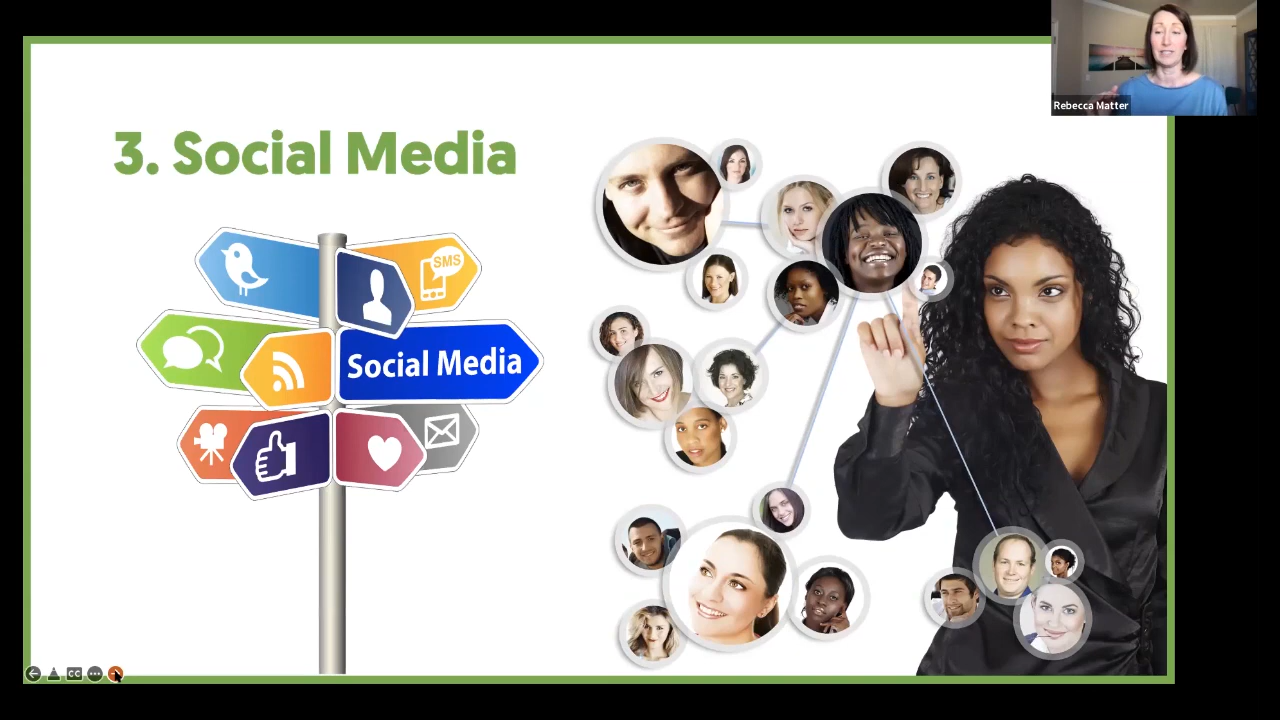 Rebecca Matter
3. Social Media
SMS
Social Media
CC